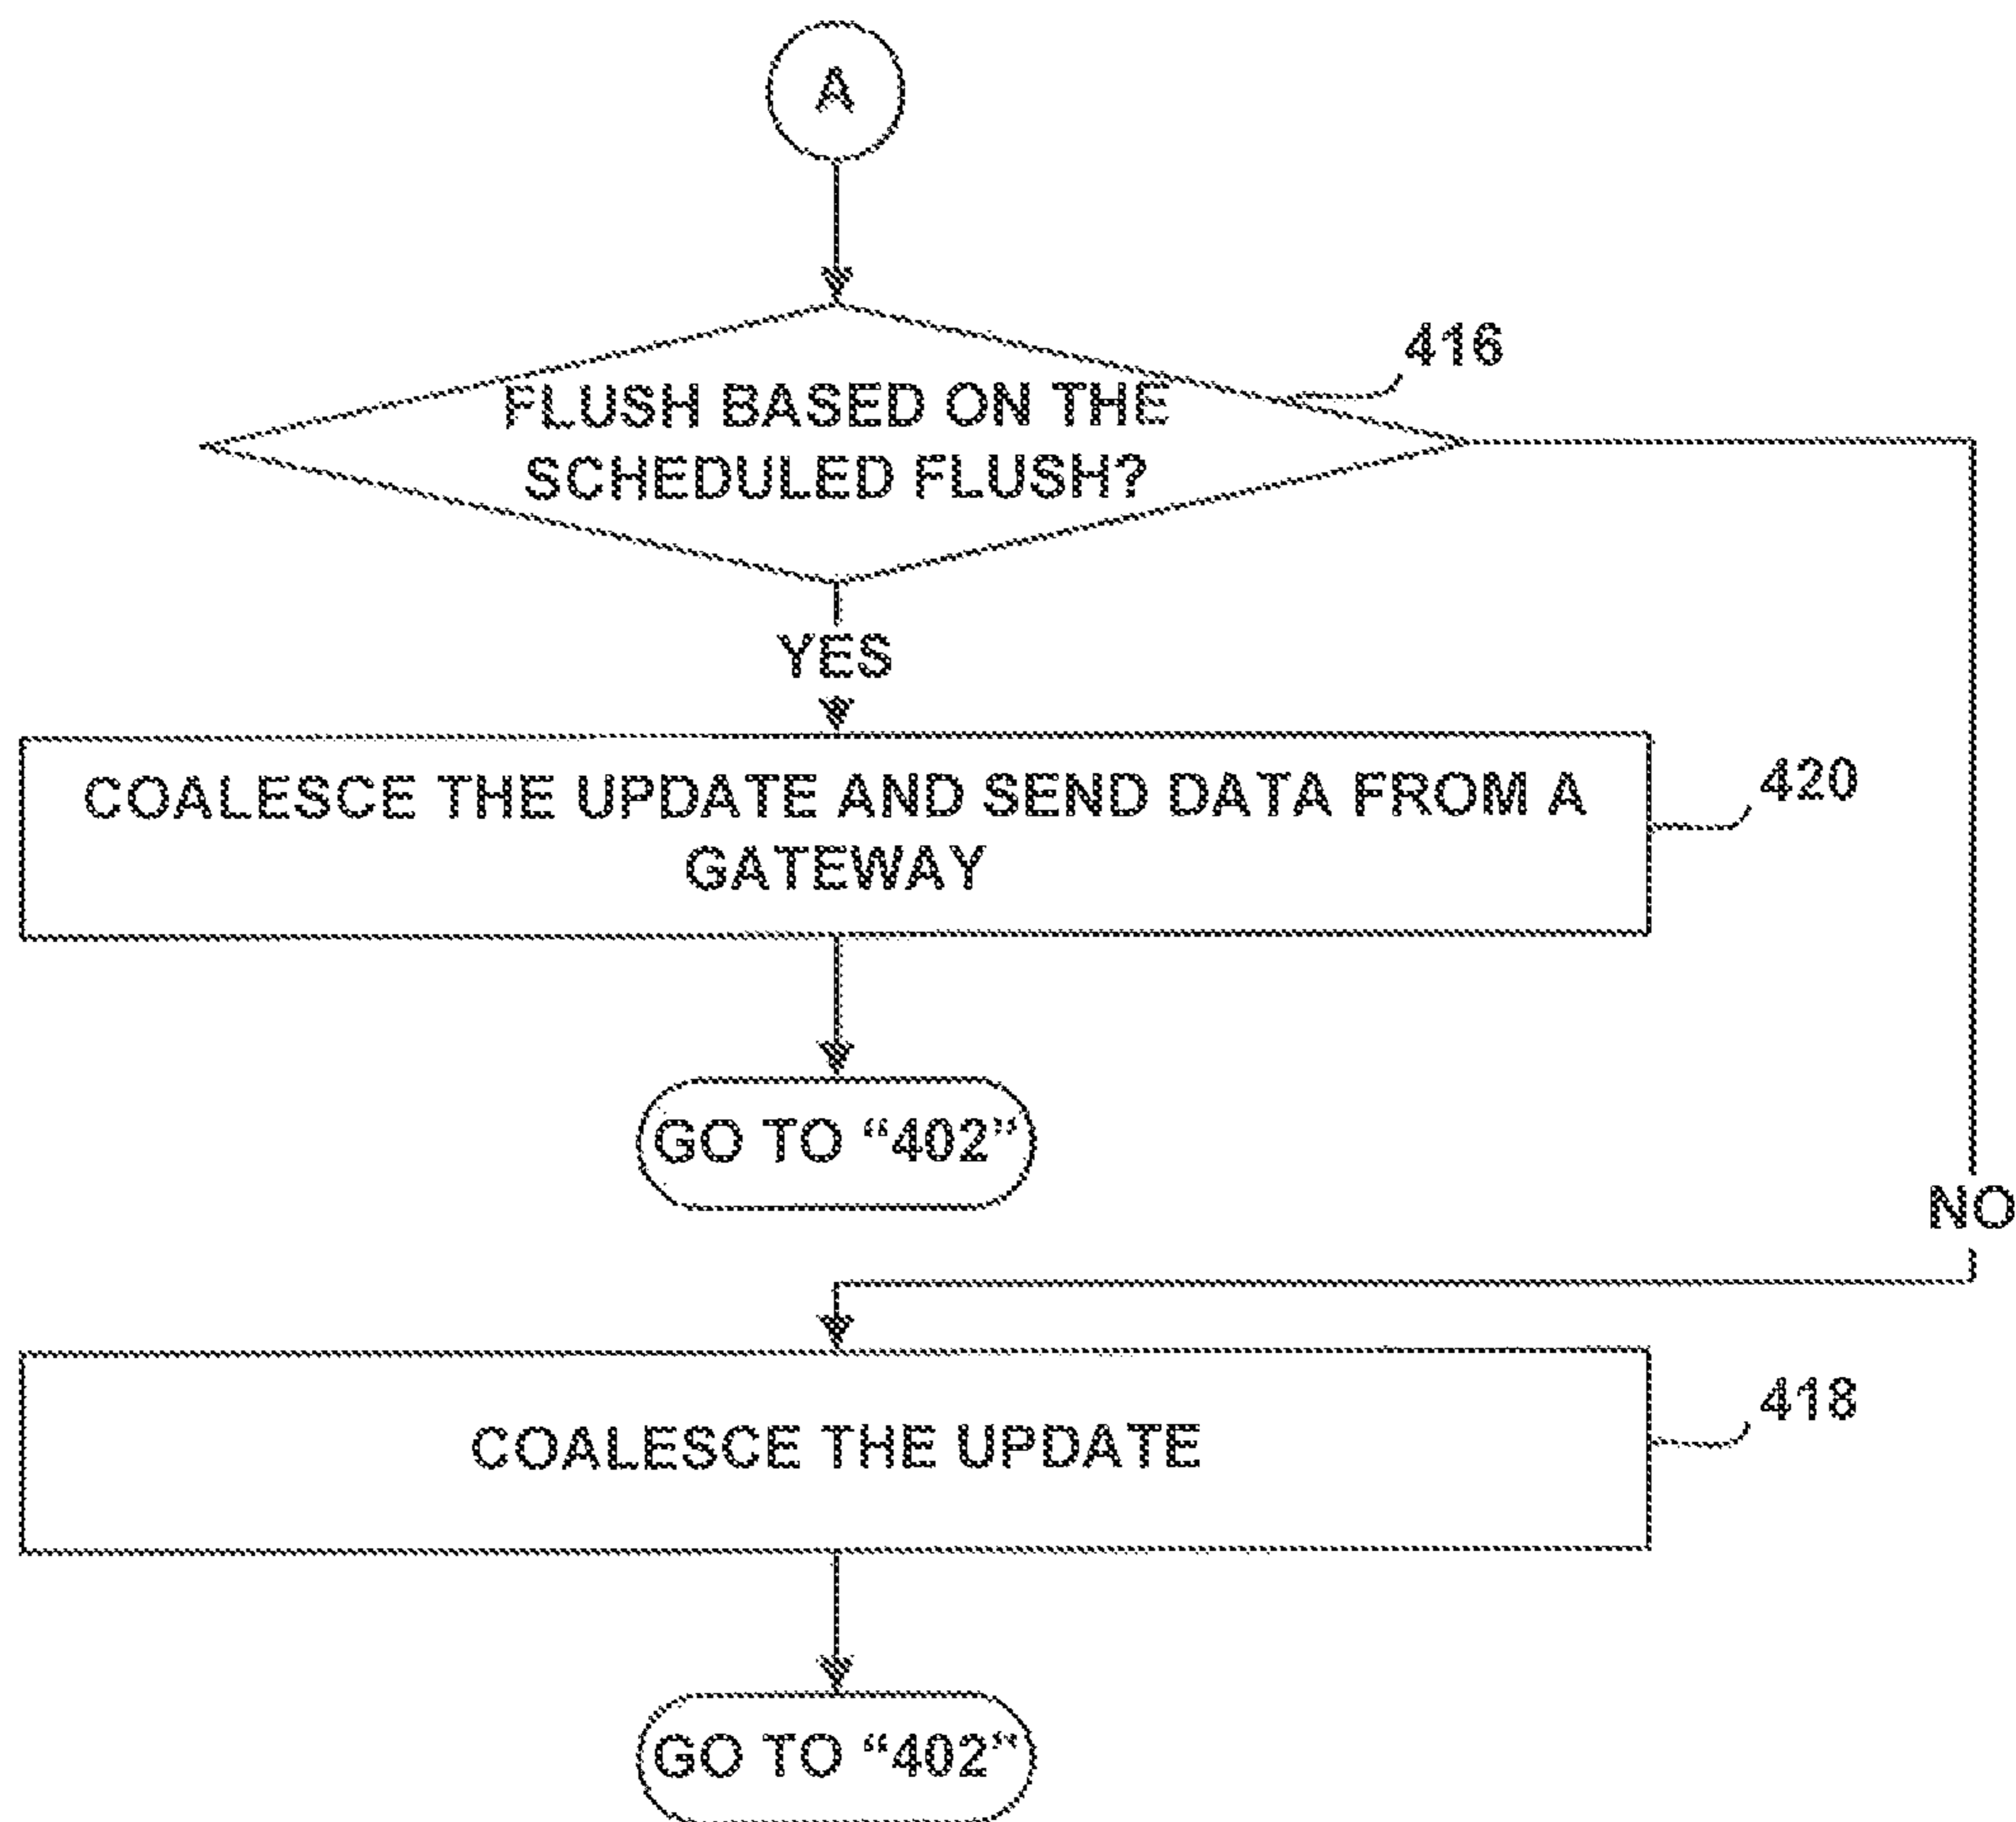 A
416
FLUSH BASED ON THE
SCHEDULED FLUSH?
YES
COALESCE THE UPDATE AND SEND DATA FROM A
GATEWAY
420
GO TO “402”
NO
COALESCE THE UPDATE
418
GO TO “402”